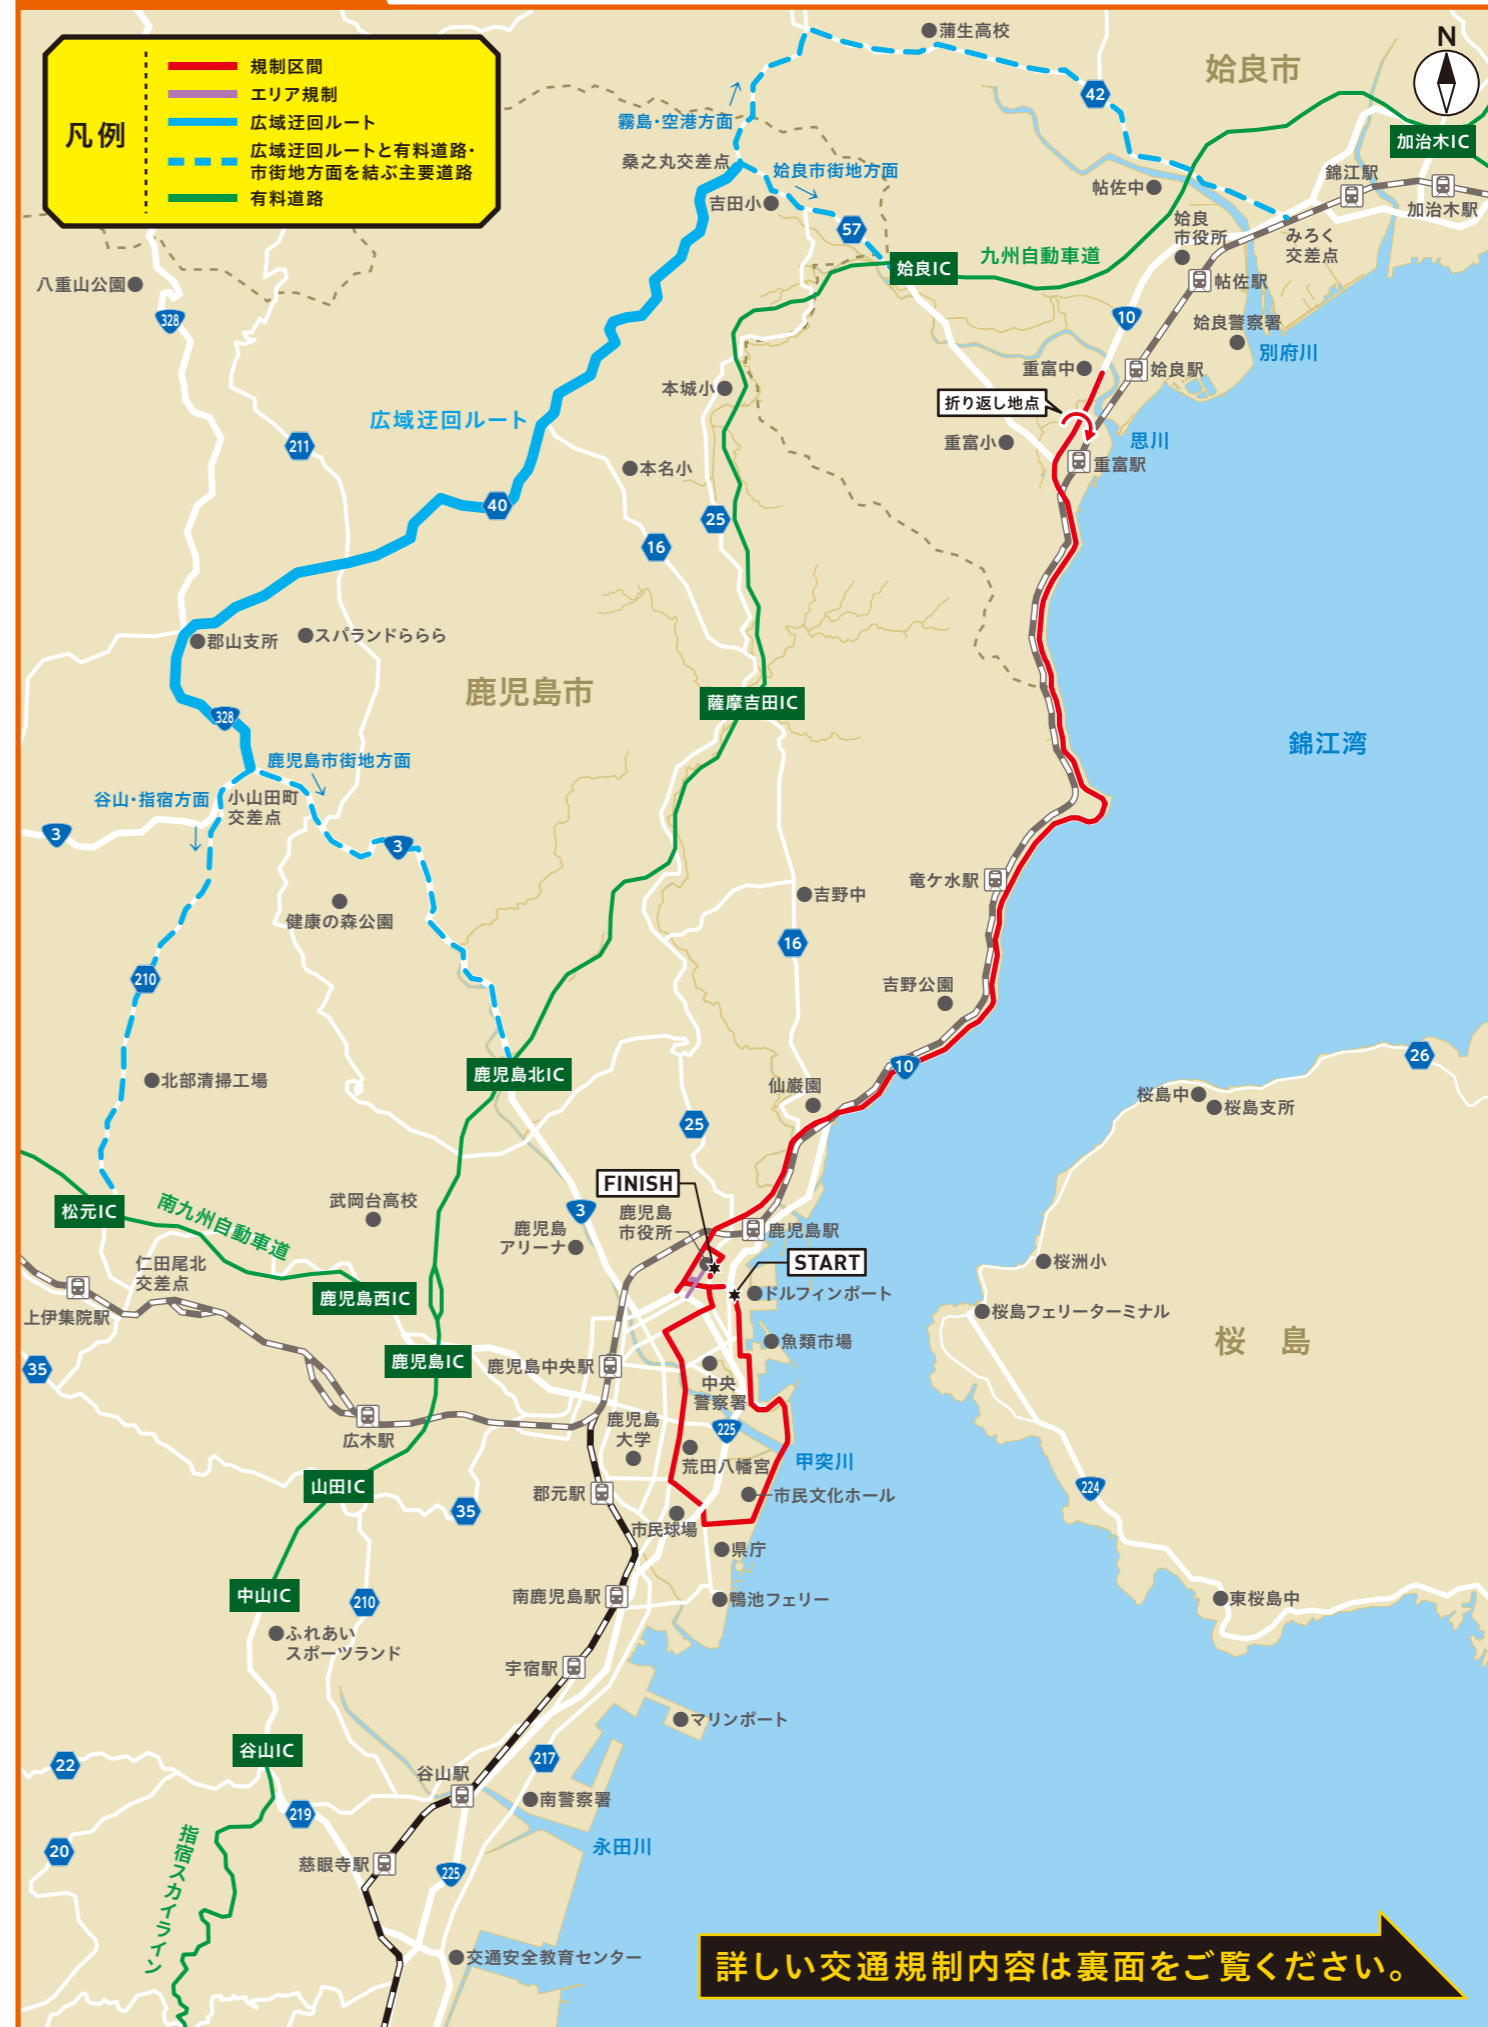 凡例
規制区間
エリア規制
広域迂回ルート
広域迂回ルートと有料道路・
市街地方面を結ぶ主要道路
有料道路
N
蒲生高校
姶良市
42
加治木IC
霧島・空港方面
桑之丸交差点
姶良市街地方面
吉田小
57
帖佐中
錦江駅
加治木駅
姶良
市役所
みろく
交差点
九州自動車道
姶良IC
帖佐駅
八重山公園
328
10
姶良警察署
別府川
重富中
姶良駅
本城小
折り返し地点
広域迂回ルート
211
重富小
思川
重富駅
本名小
40
25
16
郡山支所
スパランドららら
鹿児島市
薩摩吉田IC
328
錦江湾
鹿児島市街地方面
谷山・指宿方面
小山田町
交差点
3
3
竜ケ水駅
吉野中
健康の森公園
16
210
吉野公園
26
10
鹿児島北IC
北部清掃工場
仙巌園
桜島中
桜島支所
25
FINISH
武岡台高校
松元IC
南九州自動車道
3
鹿児島
市役所
鹿児島
アリーナ
鹿児島駅
START
仁田尾北
交差点
桜洲小
上伊集院駅
鹿児島西IC
ドルフィンポート
桜島フェリーターミナル
魚類市場
桜 島
35
鹿児島IC
鹿児島中央駅
中央
警察署
広木駅
鹿児島
大学
225
荒田八幡宮
甲突川
山田IC
郡元駅
市民文化ホール
224
35
市民球場
県庁
中山IC
210
南鹿児島駅
鴨池フェリー
東桜島中
ふれあい
スポーツランド
宇宿駅
マリンポート
谷山IC
22
217
谷山駅
南警察署
219
永田川
20
指宿スカイライン
慈眼寺駅
225
交通安全教育センター
詳しい交通規制内容は裏面をご覧ください。